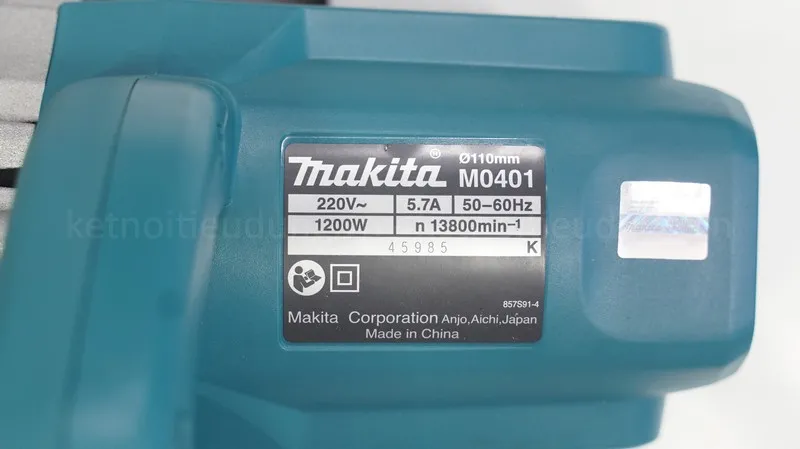 makita® Ø110mm
M0401
220V~ 5.7A 50-60Hz
1200W n 13800min-1
45985 K
857S91-4
Makita Corporation Anjo,Aichi,Japan
Made in China